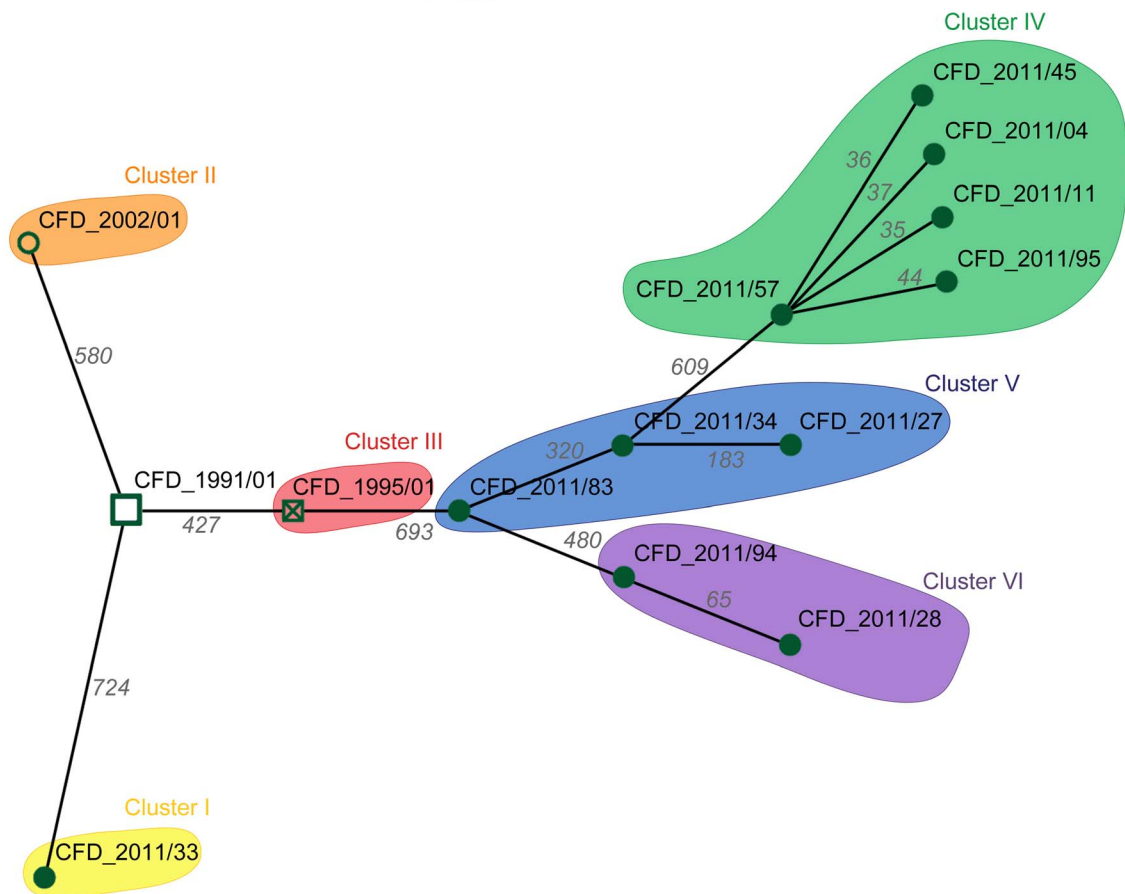 Cluster IV
CFD_2011/45
CFD_2011/04
36
Cluster II
37
CFD_2011/11
CFD_2002/01
35
CFD_2011/95
44
CFD_2011/57
580
609
Cluster V
CFD_2011/34
CFD_2011/27
Cluster III
320
183
CFD_1991/01
CFD_1995/01
CFD_2011/83
427
693
480
CFD_2011/94
Cluster VI
65
CFD_2011/28
724
Cluster I
CFD_2011/33